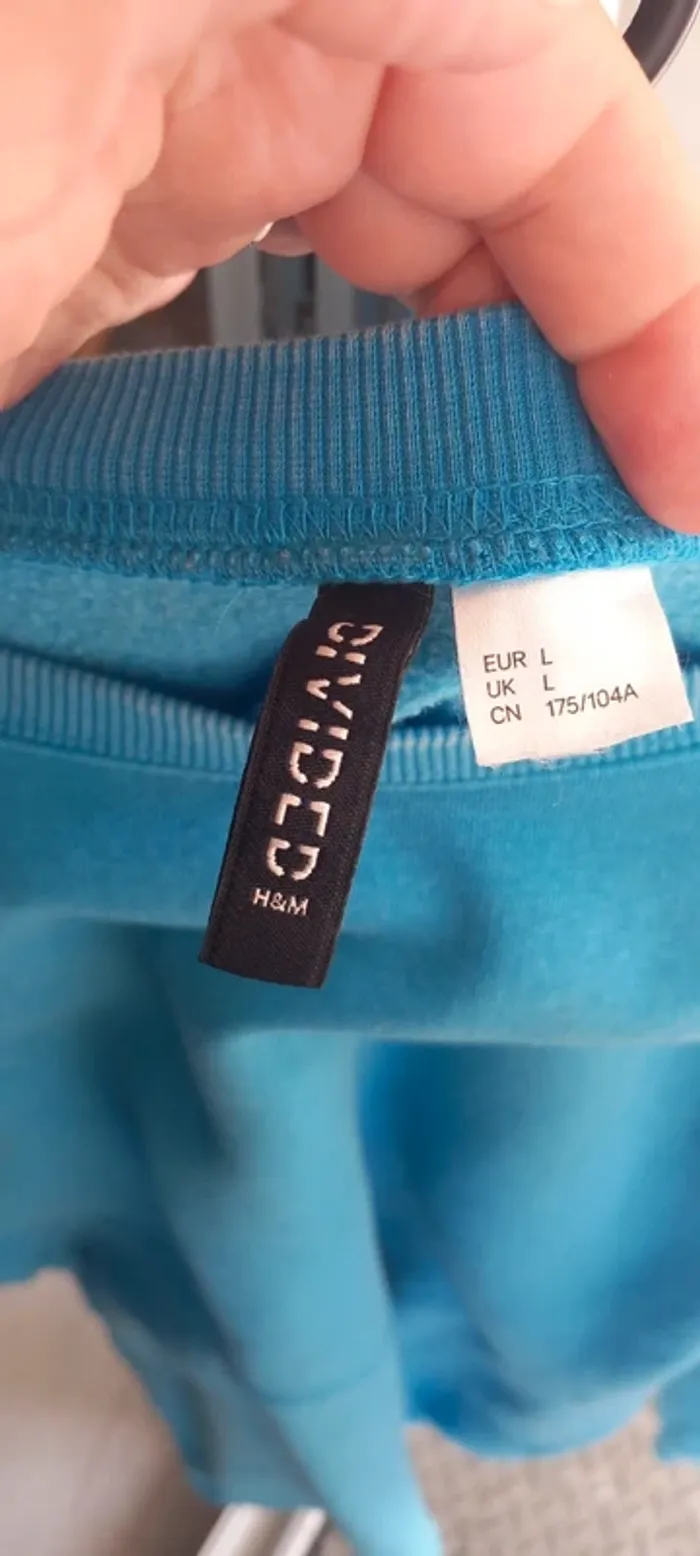 DIVIDED
H&M
EUR L
UK L
CN 175/104A